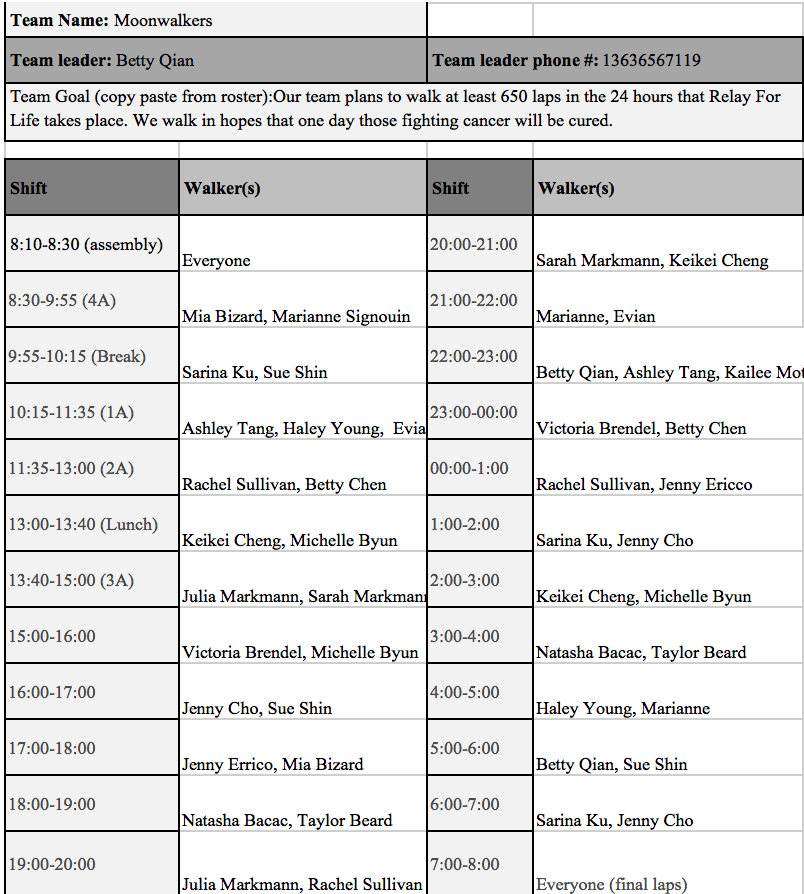 Team Name: Moonwalkers
Team leader: Betty Qian Team leader phone #: 13636567119
Team Goal (copy paste from roster):Our team plans to walk at least 650 laps in the 24 hours that Relay For
Life takes place. We walk in hopes that one day those fighting cancer will be cured.
Shift Walker(s) Shift Walker(s)
8:10-8:30 (assembly) Everyone 20:00-21:00 Sarah Markmann, Keikei Cheng
8:30-9:55 (4A) Mia Bizard, Marianne Signouin 21:00-22:00 Marianne, Evian
9:55-10:15 (Break) Sarina Ku, Sue Shin 22:00-23:00 Betty Qian, Ashley Tang, Kailee Mot
10:15-11:35 (1A) Ashley Tang, Haley Young, Evia 23:00-00:00 Victoria Brendel, Betty Chen
11:35-13:00 (2A) Rachel Sullivan, Betty Chen 00:00-1:00 Rachel Sullivan, Jenny Ericco
13:00-13:40 (Lunch) Keikei Cheng, Michelle Byun 1:00-2:00 Sarina Ku, Jenny Cho
13:40-15:00 (3A) Julia Markmann, Sarah Markmann 2:00-3:00 Keikei Cheng, Michelle Byun
15:00-16:00 Victoria Brendel, Michelle Byun 3:00-4:00 Natasha Bacac, Taylor Beard
16:00-17:00 Jenny Cho, Sue Shin 4:00-5:00 Haley Young, Marianne
17:00-18:00 Jenny Errico, Mia Bizard 5:00-6:00 Betty Qian, Sue Shin
18:00-19:00 Natasha Bacac, Taylor Beard 6:00-7:00 Sarina Ku, Jenny Cho
19:00-20:00 Julia Markmann, Rachel Sullivan 7:00-8:00 Everyone (final laps)